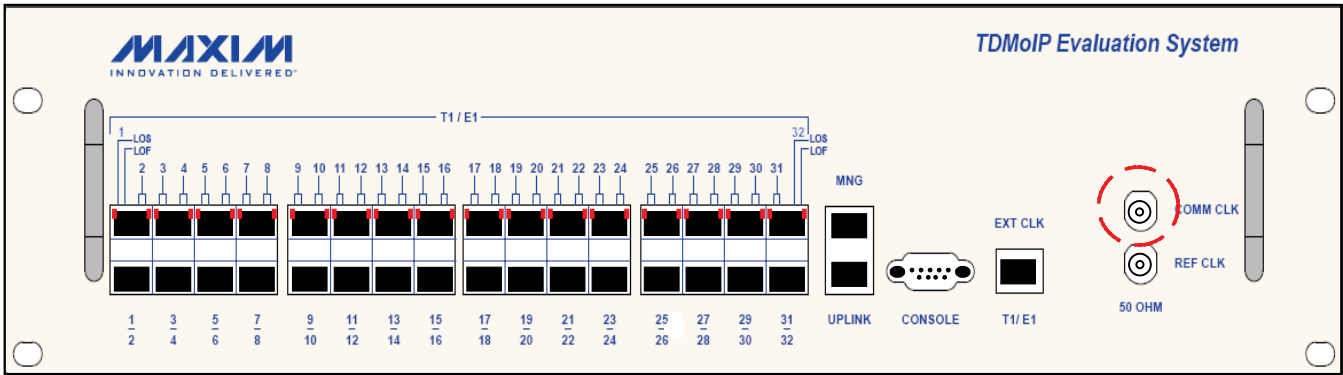 MAXIM
INNOVATION DELIVERED™
TDMoIP Evaluation System
T1 / E1
1 LOS
LOF
32 LOS
LOF
2 3 4 5 6 7 8 9 10 11 12 13 14 15 16 17 18 19 20 21 22 23 24 25 26 27 28 29 30 31
MNG
EXT CLK
COMM CLK
REF CLK
50 OHM
UPLINK CONSOLE T1/ E1
1 3 5 7 9 11 13 15 17 19 21 23 25 27 29 31
2 4 6 8 10 12 14 16 18 20 22 24 26 28 30 32